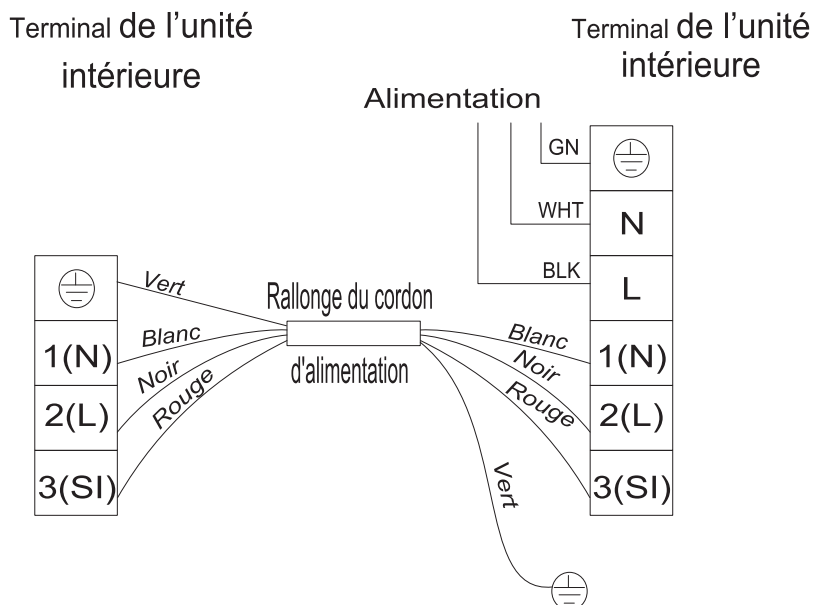 Terminal de l'unité
intérieure
Terminal de l'unité
intérieure
Alimentation
GN
WHT
N
BLK
L
Vert
Rallonge du cordon
d'alimentation
1(N)
Blanc
2(L)
Noir
3(SI)
Rouge
Blanc
1(N)
Noir
2(L)
Rouge
3(SI)
Vert